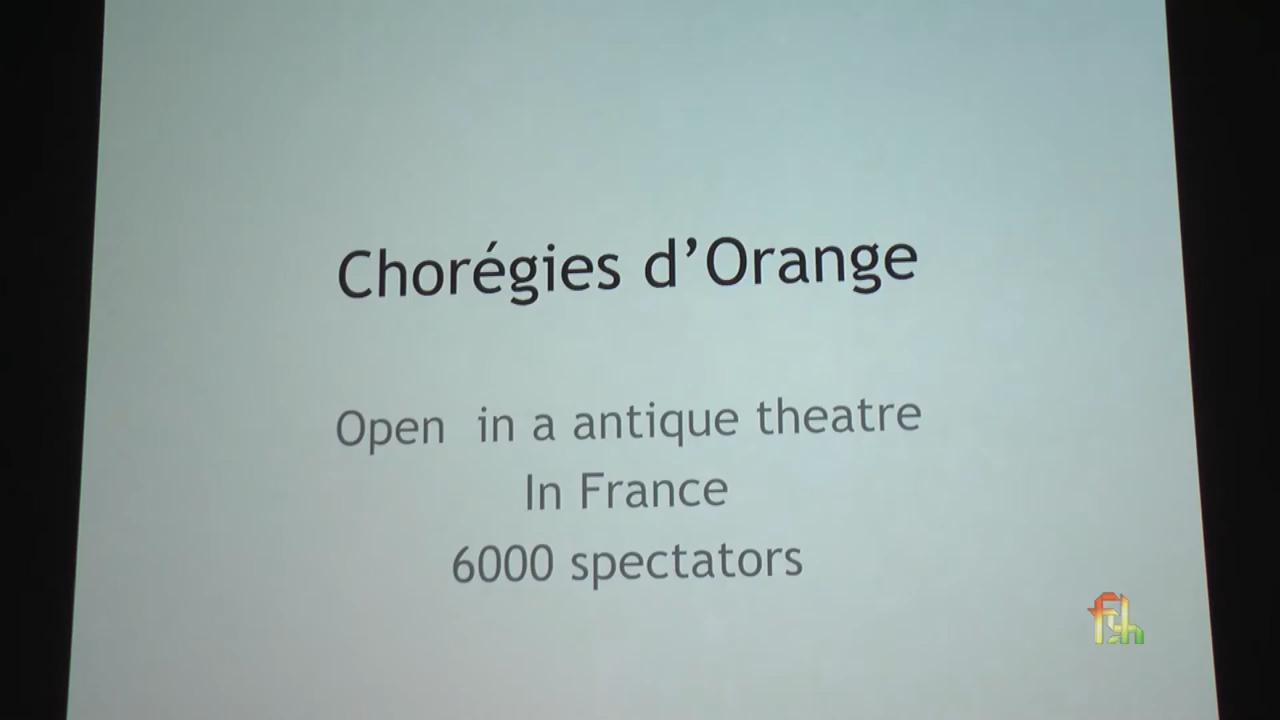 Chorégies d’Orange
Open in a antique theatre
In France
6000 spectators